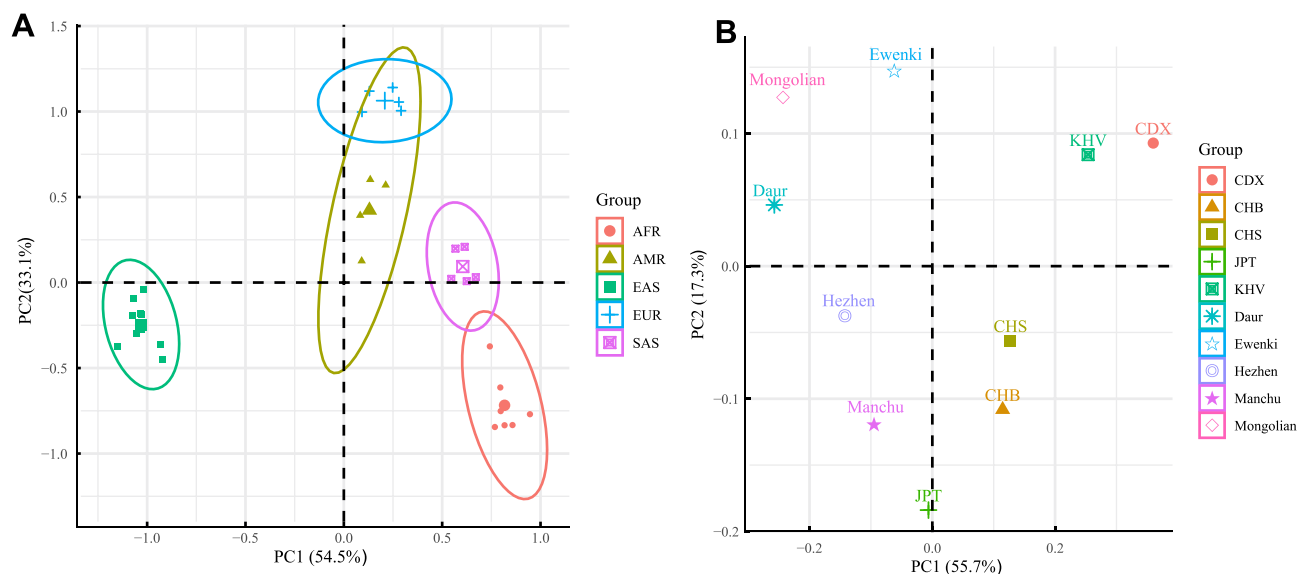 A
1.5
1.0
0.5
0.0
−0.5
−1.0
PC2(33.1%)
−1.0
−0.5
0.0
0.5
1.0
PC1 (54.5%)
Group
AFR
AMR
EAS
EUR
SAS
B
Ewenki
Mongolian
CDX
KHV
Daur
Hezhen
CHS
CHB
Manchu
JPT
0.1
0.0
−0.1
−0.2
PC2 (17.3%)
−0.2
0.0
0.2
PC1 (55.7%)
Group
CDX
CHB
CHS
JPT
KHV
Daur
Ewenki
Hezhen
Manchu
Mongolian